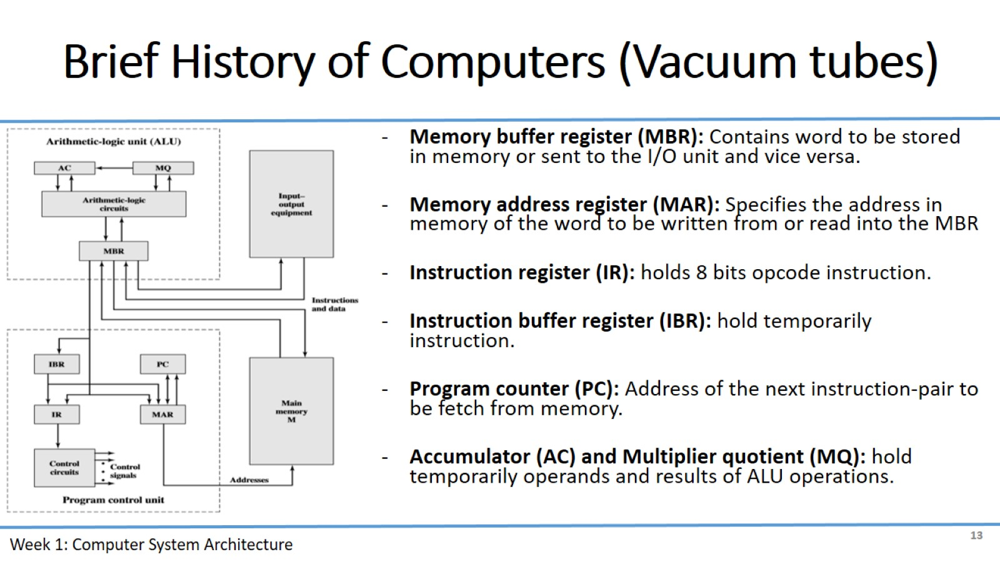 Brief History of Computers (Vacuum tubes)
Arithmetic-logic unit (ALU)
AC
MQ
Arithmetic-logic
circuits
MBR
Input–
output
equipment
Instructions
and data
IBR
PC
IR
MAR
Main
memory
M
Control
circuits
Control
signals
Addresses
Program control unit
- Memory buffer register (MBR): Contains word to be stored
in memory or sent to the I/O unit and vice versa.
- Memory address register (MAR): Specifies the address in
memory of the word to be written from or read into the MBR
- Instruction register (IR): holds 8 bits opcode instruction.
- Instruction buffer register (IBR): hold temporarily
instruction.
- Program counter (PC): Address of the next instruction-pair to
be fetch from memory.
- Accumulator (AC) and Multiplier quotient (MQ): hold
temporarily operands and results of ALU operations.
Week 1: Computer System Architecture
13